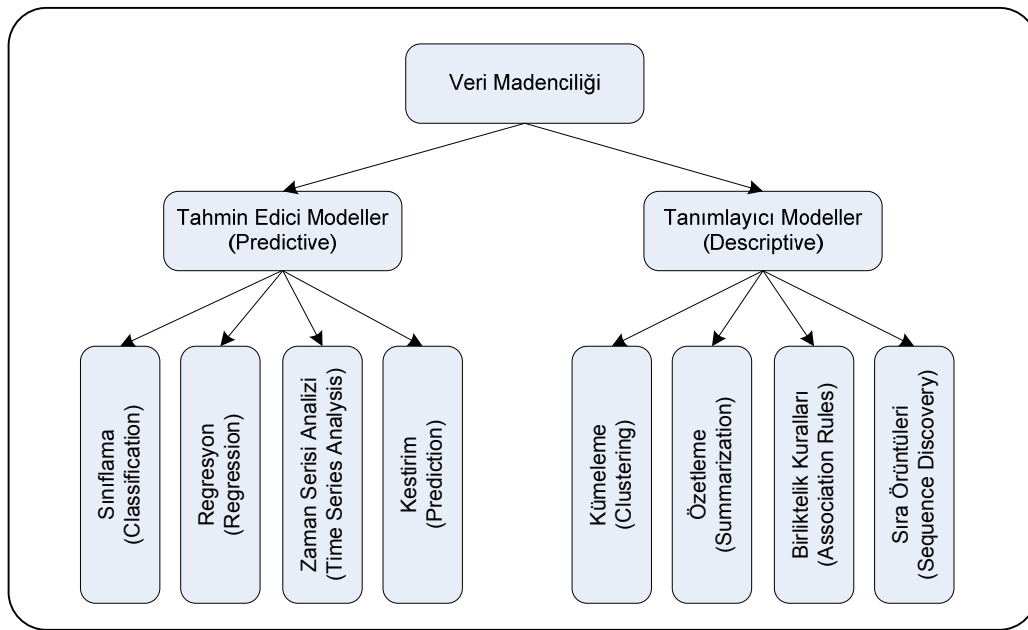 Veri Madenciliği
Tahmin Edici Modeller
(Predictive)
Tanımlayıcı Modeller
(Descriptive)
Sınıflama
(Classification)
Regresyon
(Regression)
Zaman Serisi Analizi
(Time Series Analysis)
Kestirim
(Prediction)
Kümeleme
(Clustering)
Özetleme
(Summarization)
Birliktelik Kuralları
(Association Rules)
Sıra Örüntüleri
(Sequence Discovery)